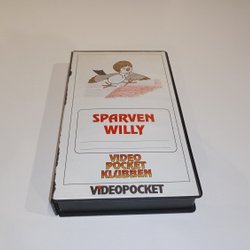 SPARVEN
WILLY
VIDEO
POCKET
KLUBBEN
VIDEOPOCKET